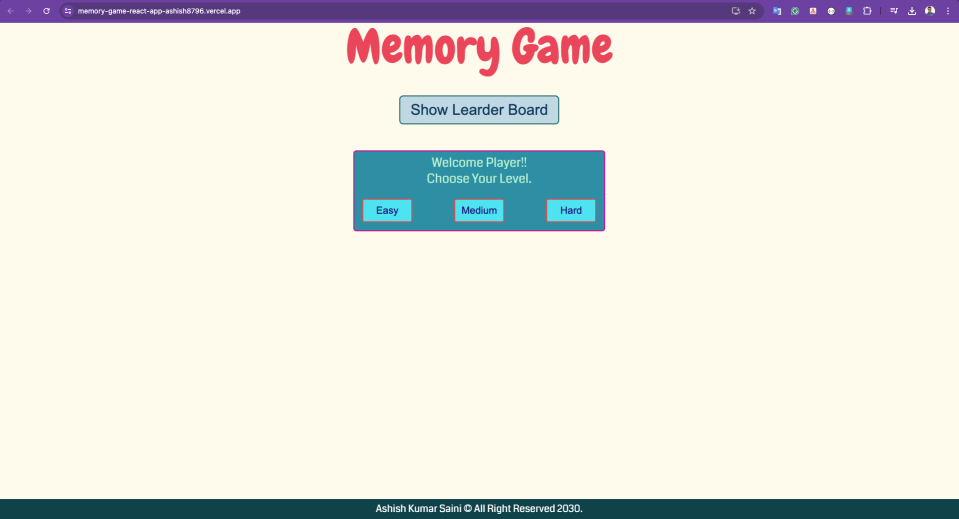 memory-game-react-app-ashish8796.vercel.app
Memory Game
Show Learder Board
Welcome Player!!
Choose Your Level.
Easy Medium Hard
Ashish Kumar Saini © All Right Reserved 2030.